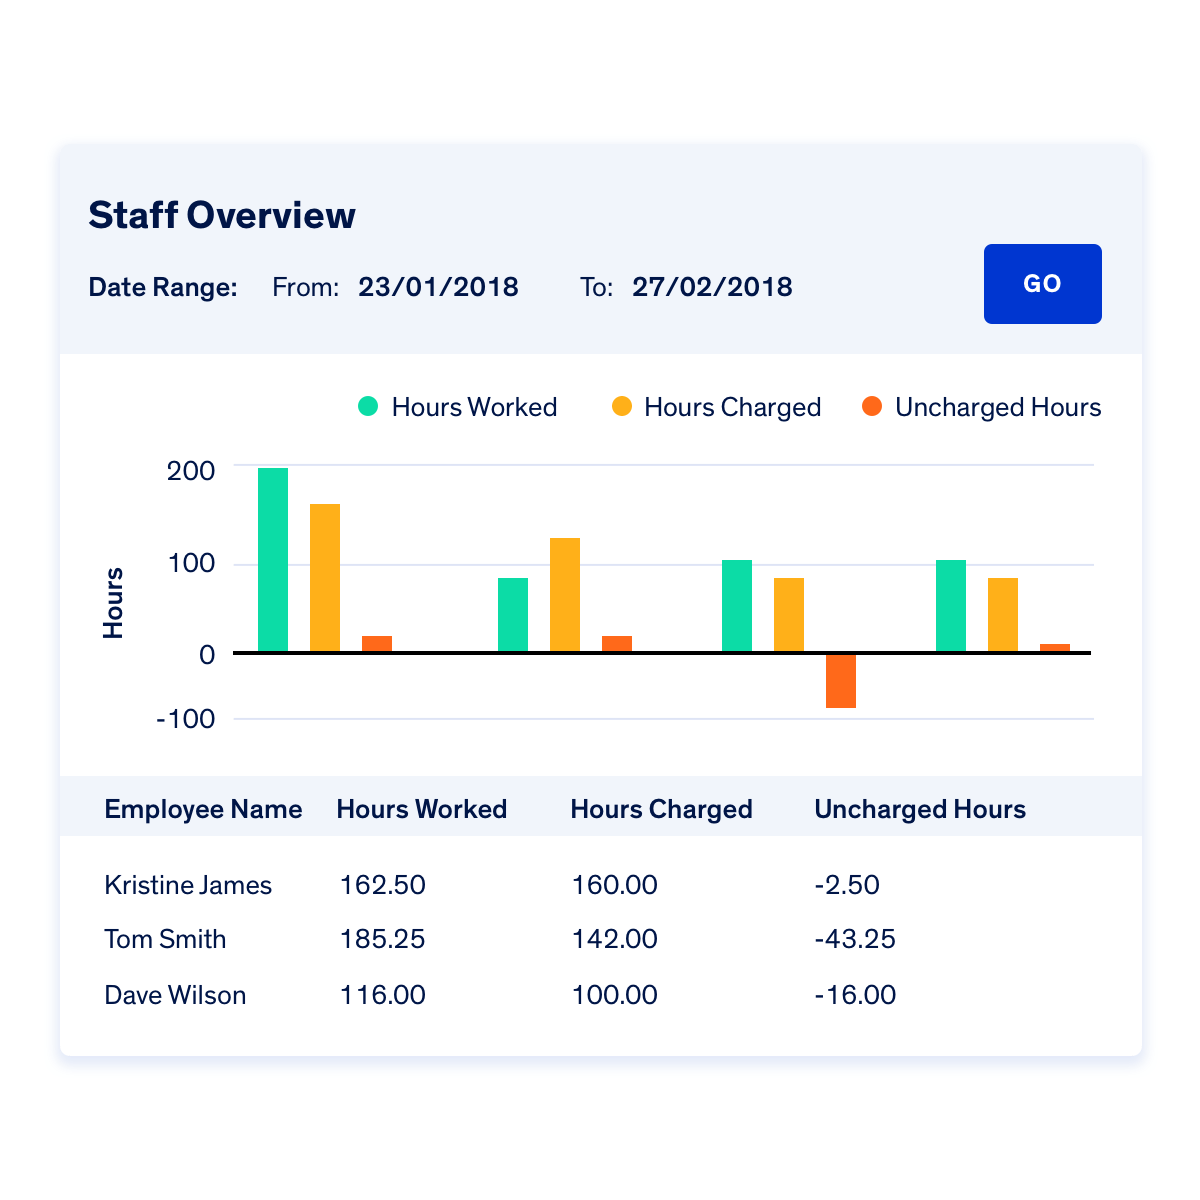 Staff Overview
Date Range: From: 23/01/2018 To: 27/02/2018
GO
Hours Worked Hours Charged Uncharged Hours
200
100
Hours
0
-100
Employee Name Hours Worked Hours Charged Uncharged Hours
Kristine James 162.50 160.00 -2.50
Tom Smith 185.25 142.00 -43.25
Dave Wilson 116.00 100.00 -16.00